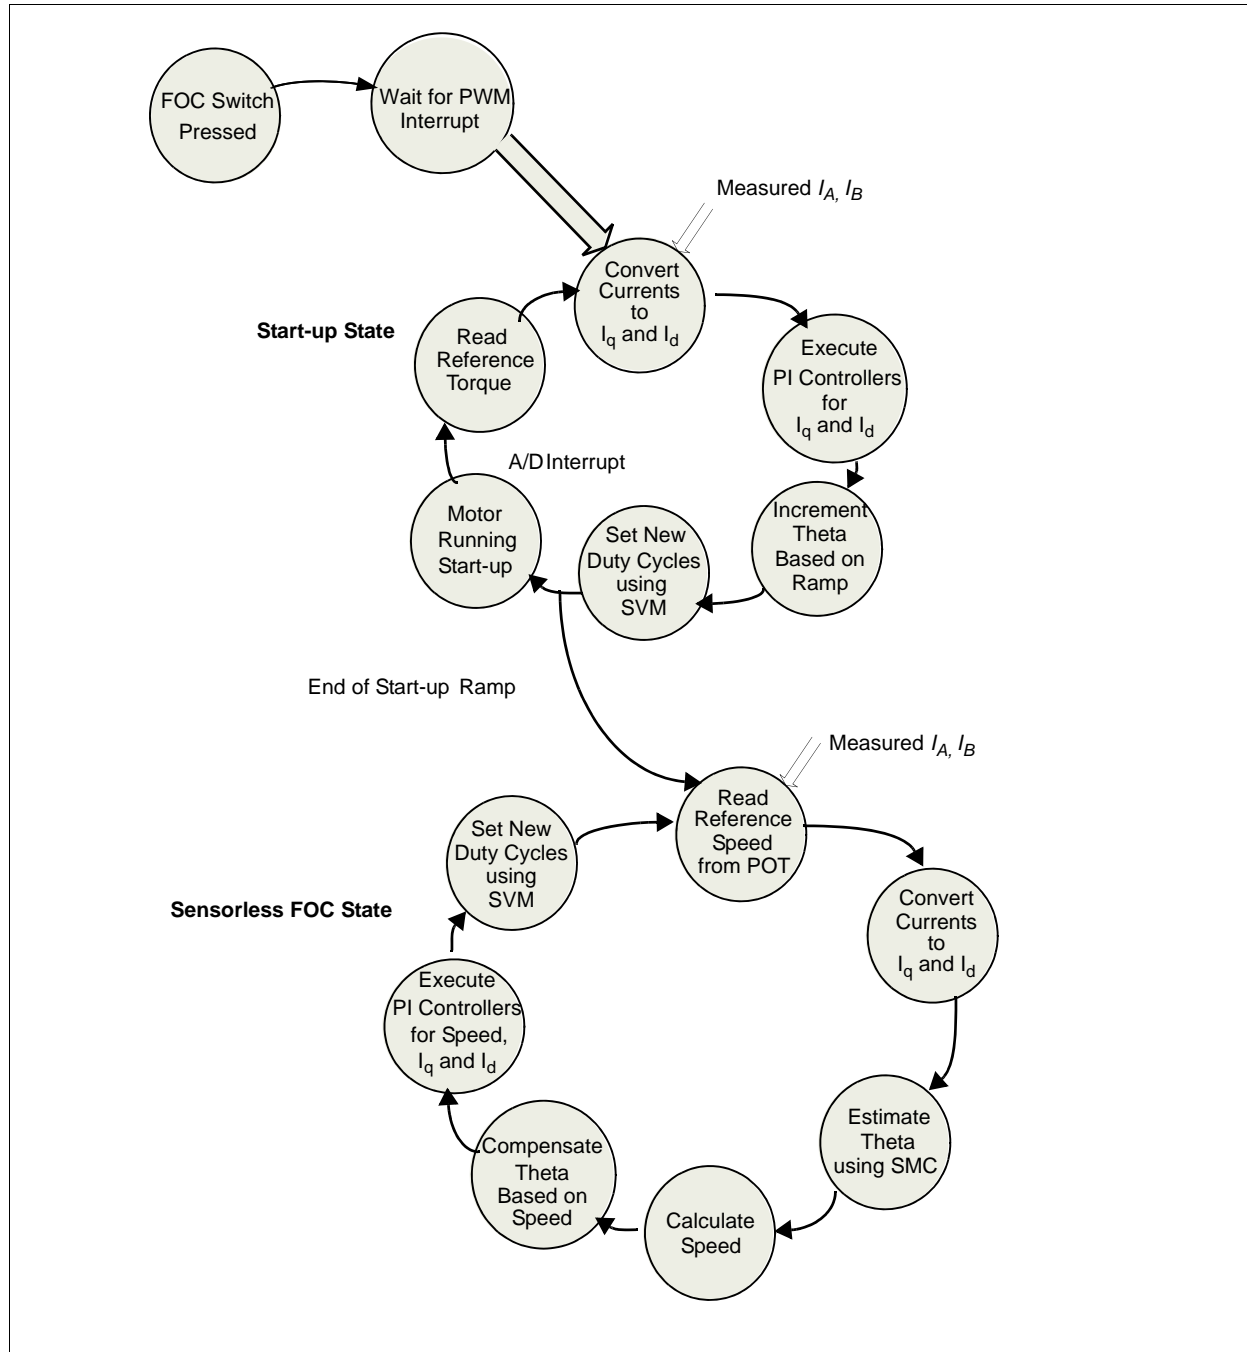 FOC Switch
Pressed
Wait for PWM
Interrupt
Measured I_A, I_B
Convert
Currents
to
I_q and I_d
Start-up State
Read
Reference
Torque
Execute
PI Controllers
for
I_q and I_d
A/D Interrupt
Motor
Running
Start-up
Set New
Duty Cycles
using
SVM
Increment
Theta
Based on
Ramp
End of Start-up Ramp
Measured I_A, I_B
Read
Reference
Speed
from POT
Set New
Duty Cycles
using
SVM
Sensorless FOC State
Convert
Currents
to
I_q and I_d
Execute
PI Controllers
for Speed,
I_q and I_d
Estimate
Theta
using SMC
Compensate
Theta
Based on
Speed
Calculate
Speed